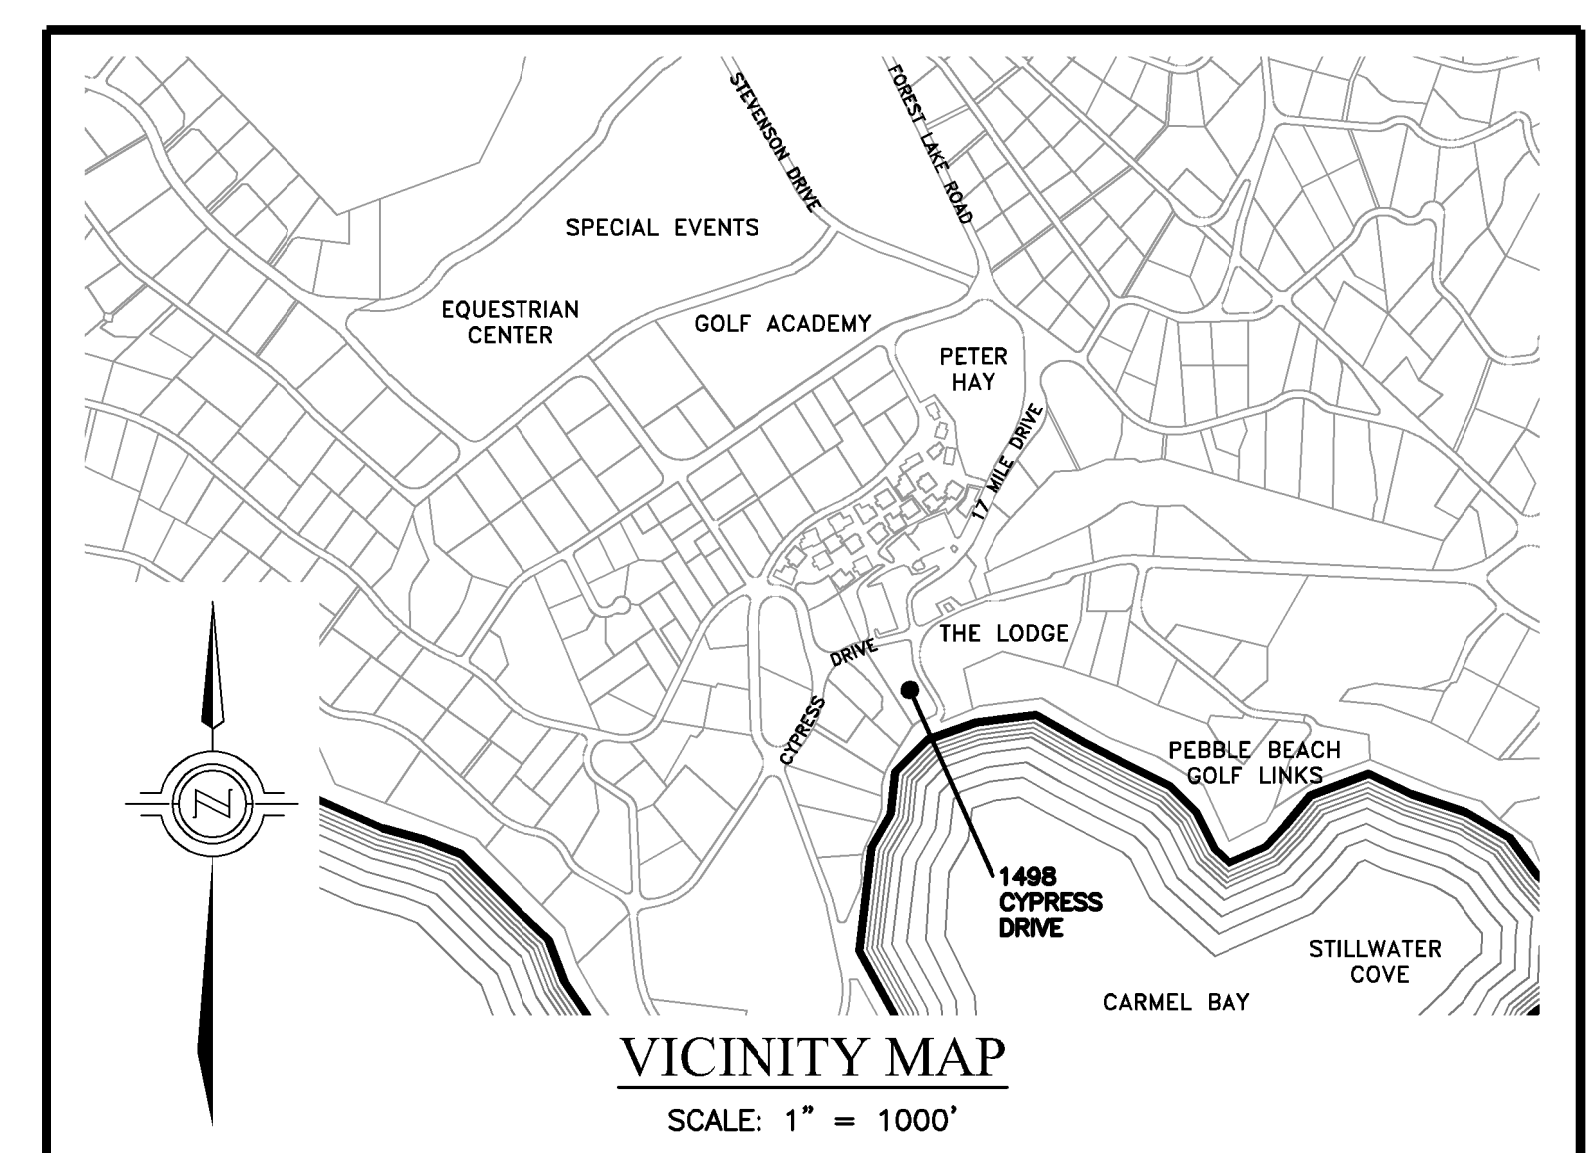 STEVENSON DRIVE
FOREST LAKE ROAD
SPECIAL EVENTS
EQUESTRIAN
CENTER
GOLF ACADEMY
PETER
HAY
17 MILE DRIVE
THE LODGE
CYPRESS DRIVE
PEBBLE BEACH
GOLF LINKS
N
1498
CYPRESS
DRIVE
STILLWATER
COVE
CARMEL BAY
VICINITY MAP
SCALE: 1" = 1000'